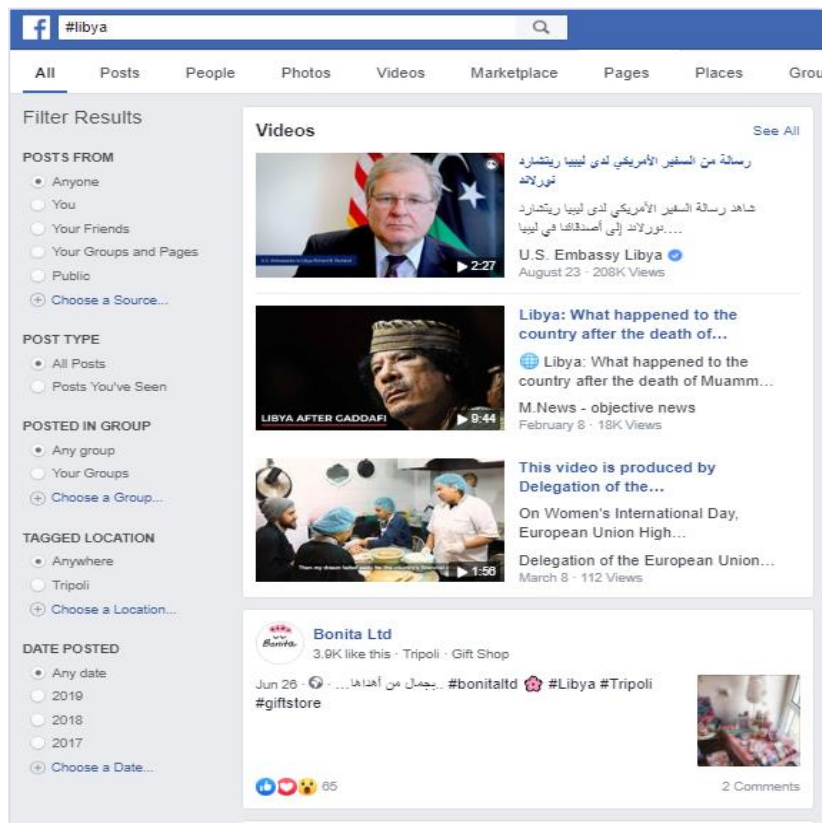 f
#libya
All Posts People Photos Videos Marketplace Pages Places Grou
Filter Results
POSTS FROM
Anyone
You
Your Friends
Your Groups and Pages
Public
Choose a Source...
POST TYPE
All Posts
Posts You've Seen
POSTED IN GROUP
Any group
Your Groups
Choose a Group...
TAGGED LOCATION
Anywhere
Tripoli
Choose a Location...
DATE POSTED
Any date
2019
2018
2017
Choose a Date...
Videos See All
2:27
رسالة من السفير الأمريكي لدى ليبيا ريتشارد
نورلاند
شاهد رسالة السفير الأمريكي لدى ليبيا ريتشارد
نورلاند إلى أصدقائنا في ليبيا....
U.S. Embassy Libya
August 23 · 208K Views
LIBYA AFTER GADDAFI 9:44
Libya: What happened to the
country after the death of...
Libya: What happened to the
country after the death of Muamm...
M.News - objective news
February 8 · 18K Views
1:56
This video is produced by
Delegation of the...
On Women's International Day,
European Union High...
Delegation of the European Union...
March 8 · 112 Views
Bonita
Bonita Ltd
3.9K like this · Tripoli · Gift Shop
Jun 26 · ...بجمال من أهداها.. #bonitaltd #Libya #Tripoli
#giftstore
65 2 Comments